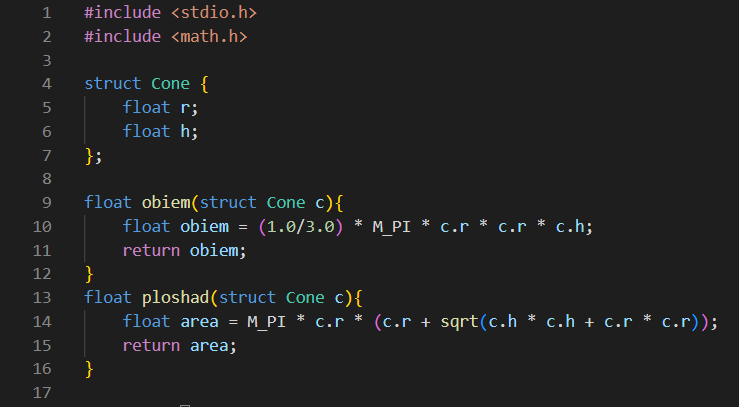 1 #include <stdio.h>
2 #include <math.h>
3
4 struct Cone {
5     float r;
6     float h;
7 };
8
9 float obiem(struct Cone c){
10     float obiem = (1.0/3.0) * M_PI * c.r * c.r * c.h;
11     return obiem;
12 }
13 float ploshad(struct Cone c){
14     float area = M_PI * c.r * (c.r + sqrt(c.h * c.h + c.r * c.r));
15     return area;
16 }
17